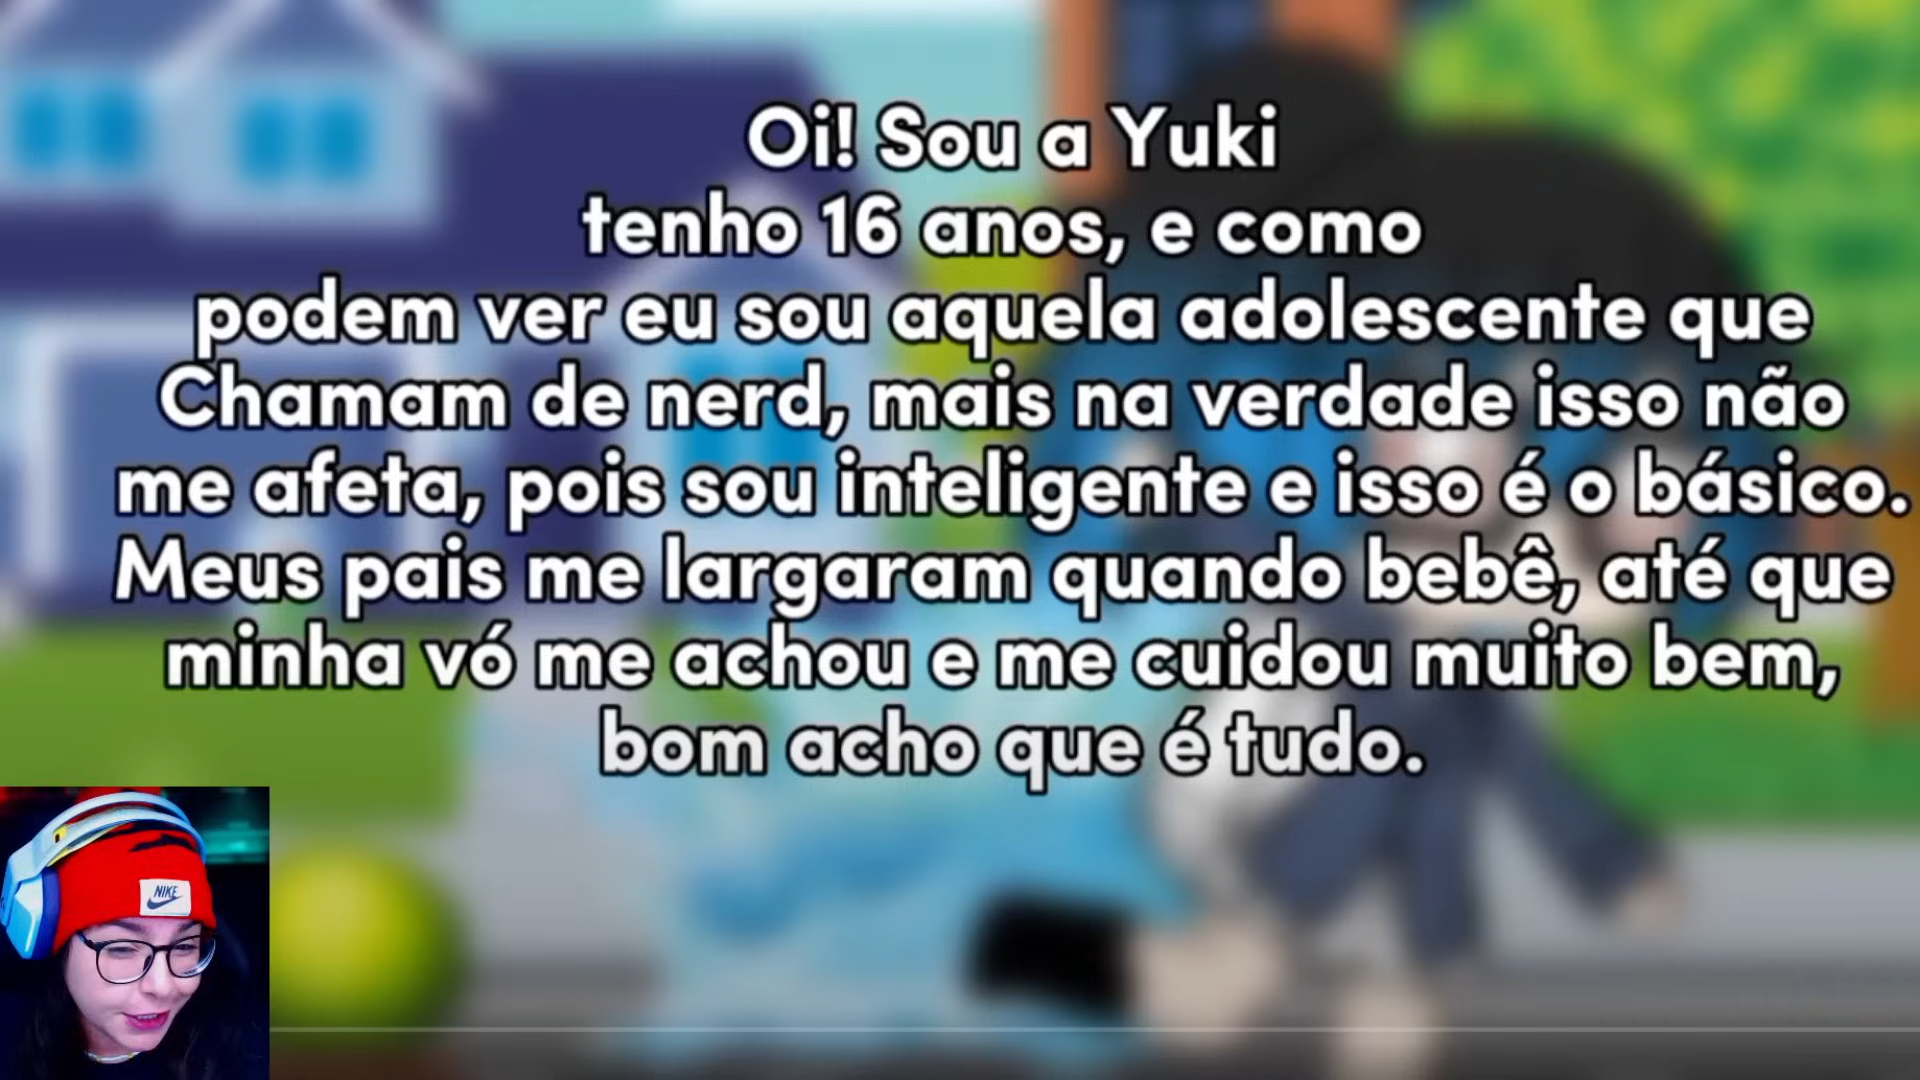 Oi! Sou a Yuki
tenho 16 anos, e como
podem ver eu sou aquela adolescente que
Chamam de nerd, mais na verdade isso não
me afeta, pois sou inteligente e isso é o básico.
Meus pais me largaram quando bebê, até que
minha vó me achou e me cuidou muito bem,
bom acho que é tudo.
NIKE